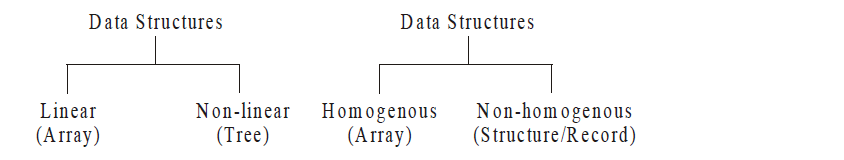 Data Structures Data Structures
Linear Non-linear Homogenous Non-homogenous
(Array) (Tree) (Array) (Structure/Record)